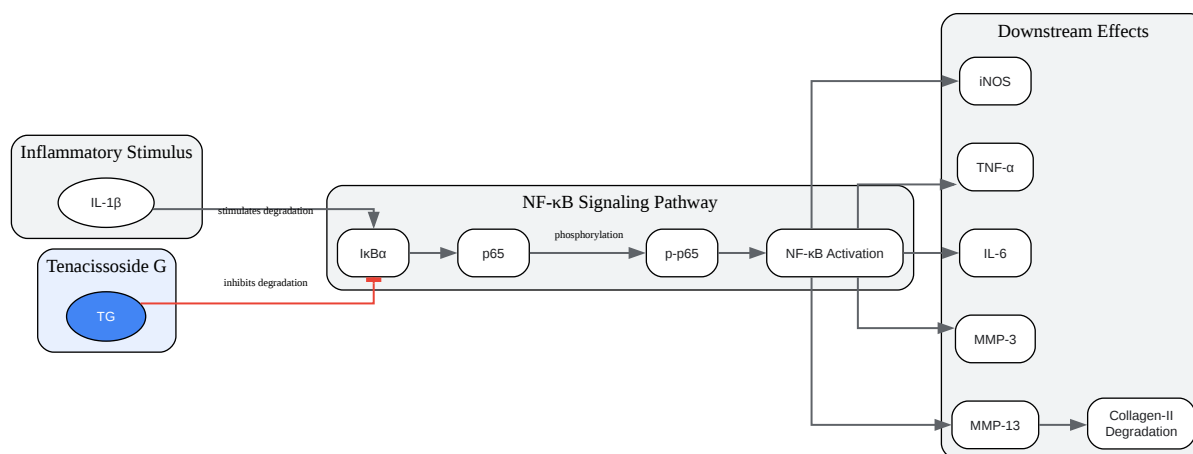 Downstream Effects
iNOS
TNF-α
IL-6
MMP-3
MMP-13
Collagen-II
Degradation
Inflammatory Stimulus
IL-1β
stimulates degradation
Tenacissoside G
TG
inhibits degradation
NF-κB Signaling Pathway
IκBα
p65
phosphorylation
p-p65
NF-κB Activation